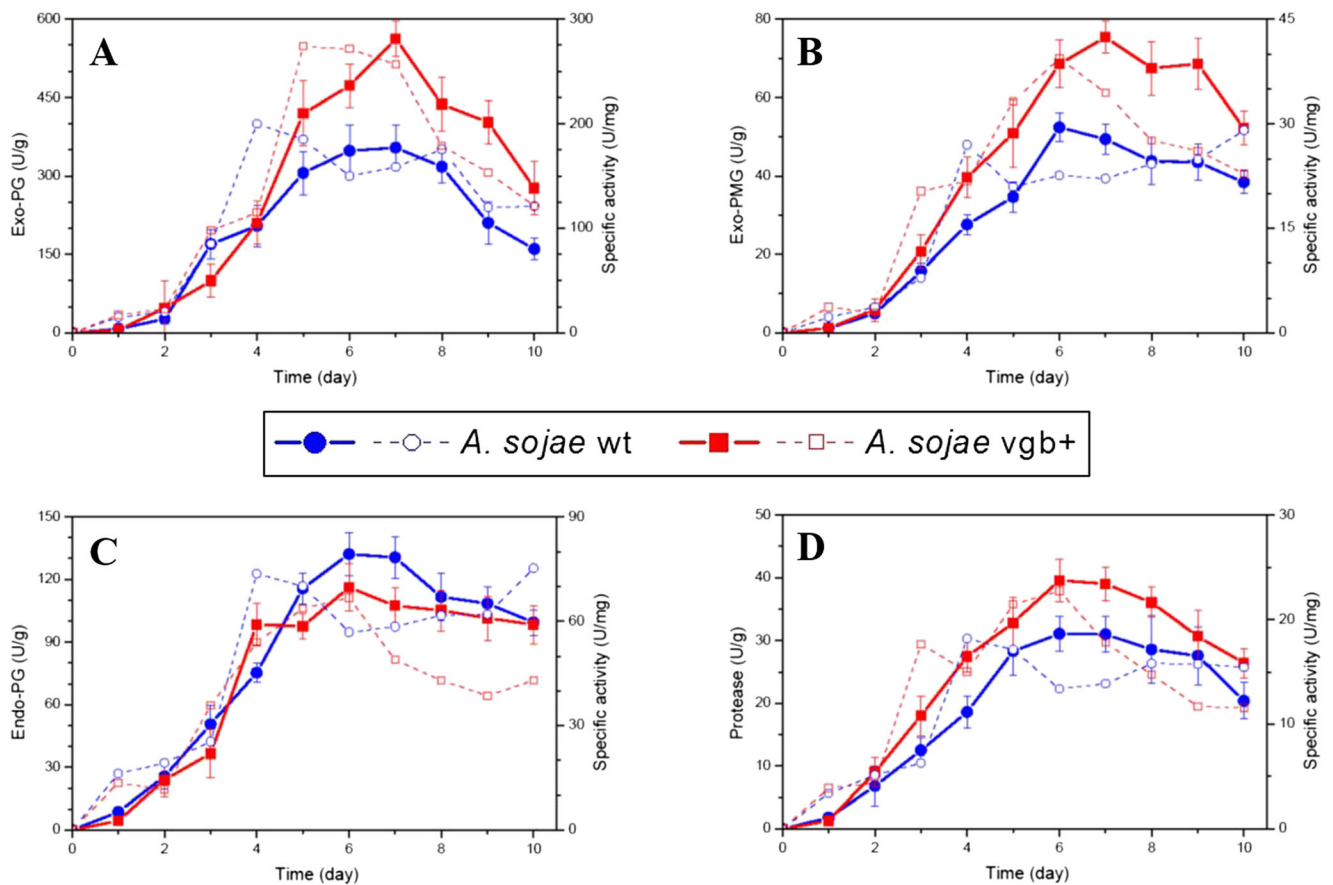 A
Exo-PG (U/g)
600
450
300
150
0
300
200
100
0
Specific activity (U/mg)
0 2 4 6 8 10
Time (day)
B
Exo-PMG (U/g)
80
60
40
20
0
45
30
15
0
Specific activity (U/mg)
0 2 4 6 8 10
Time (day)
A. sojae wt A. sojae vgb+
C
Endo-PG (U/g)
150
120
90
60
30
0
90
60
30
0
Specific activity (U/mg)
0 2 4 6 8 10
Time (day)
D
Protease (U/g)
50
40
30
20
10
0
30
20
10
0
Specific activity (U/mg)
0 2 4 6 8 10
Time (day)